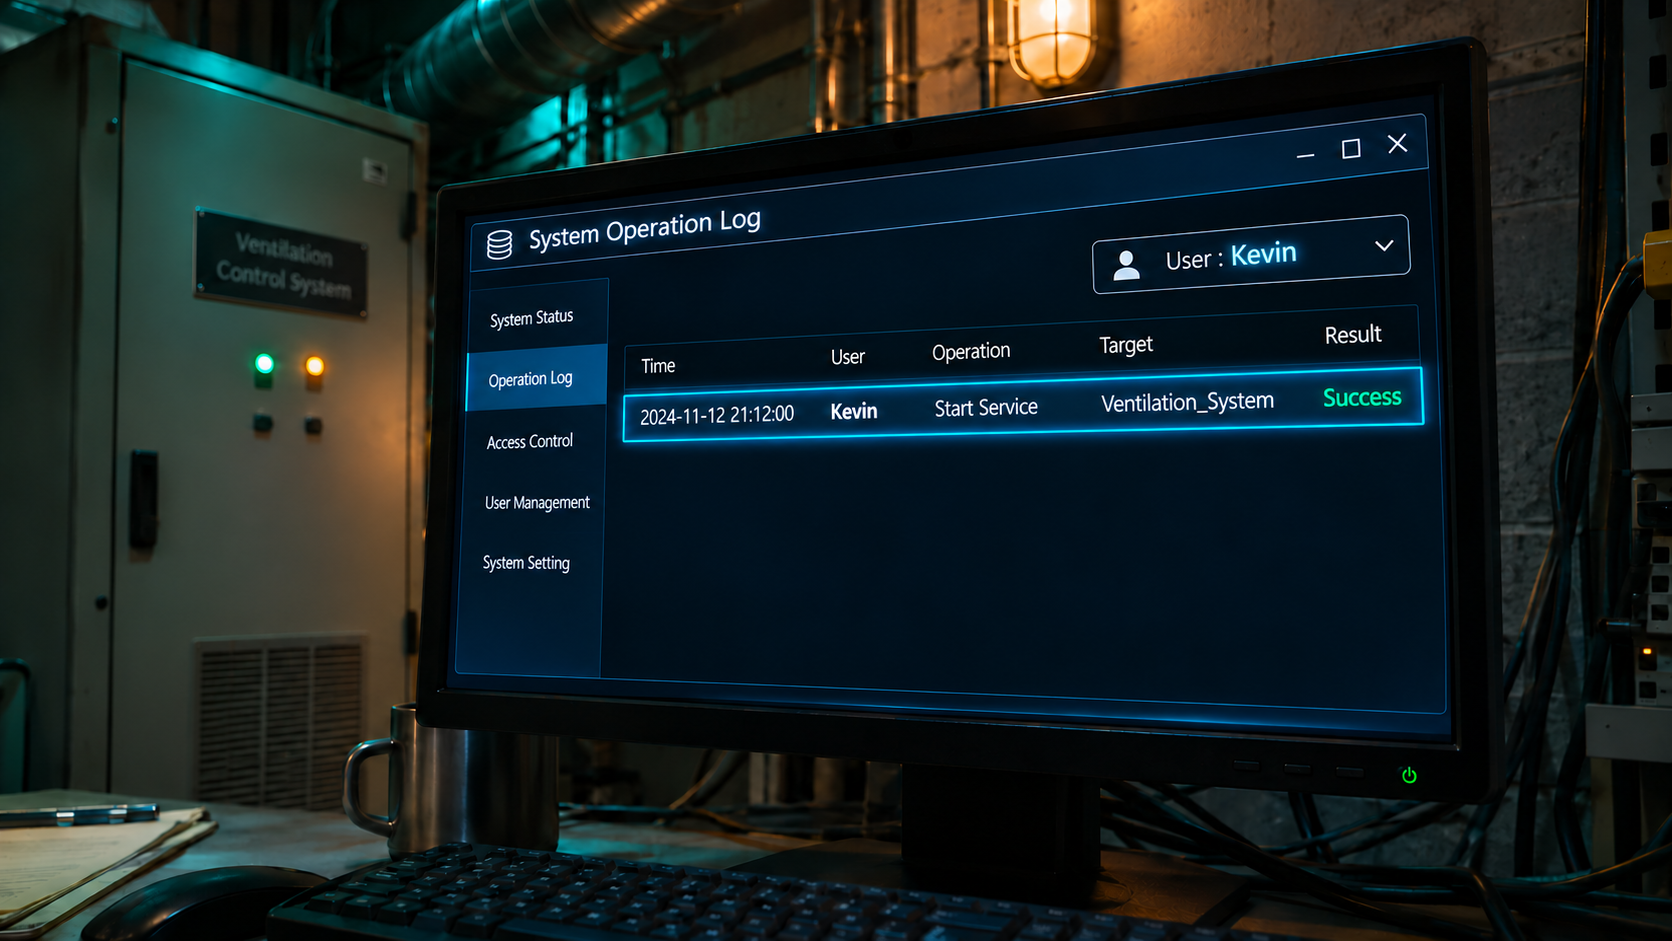 Ventilation
Control System
System Operation Log
User : Kevin
System Status
Operation Log
Access Control
User Management
System Setting
Time User Operation Target Result
2024-11-12 21:12:00 Kevin Start Service Ventilation_System Success